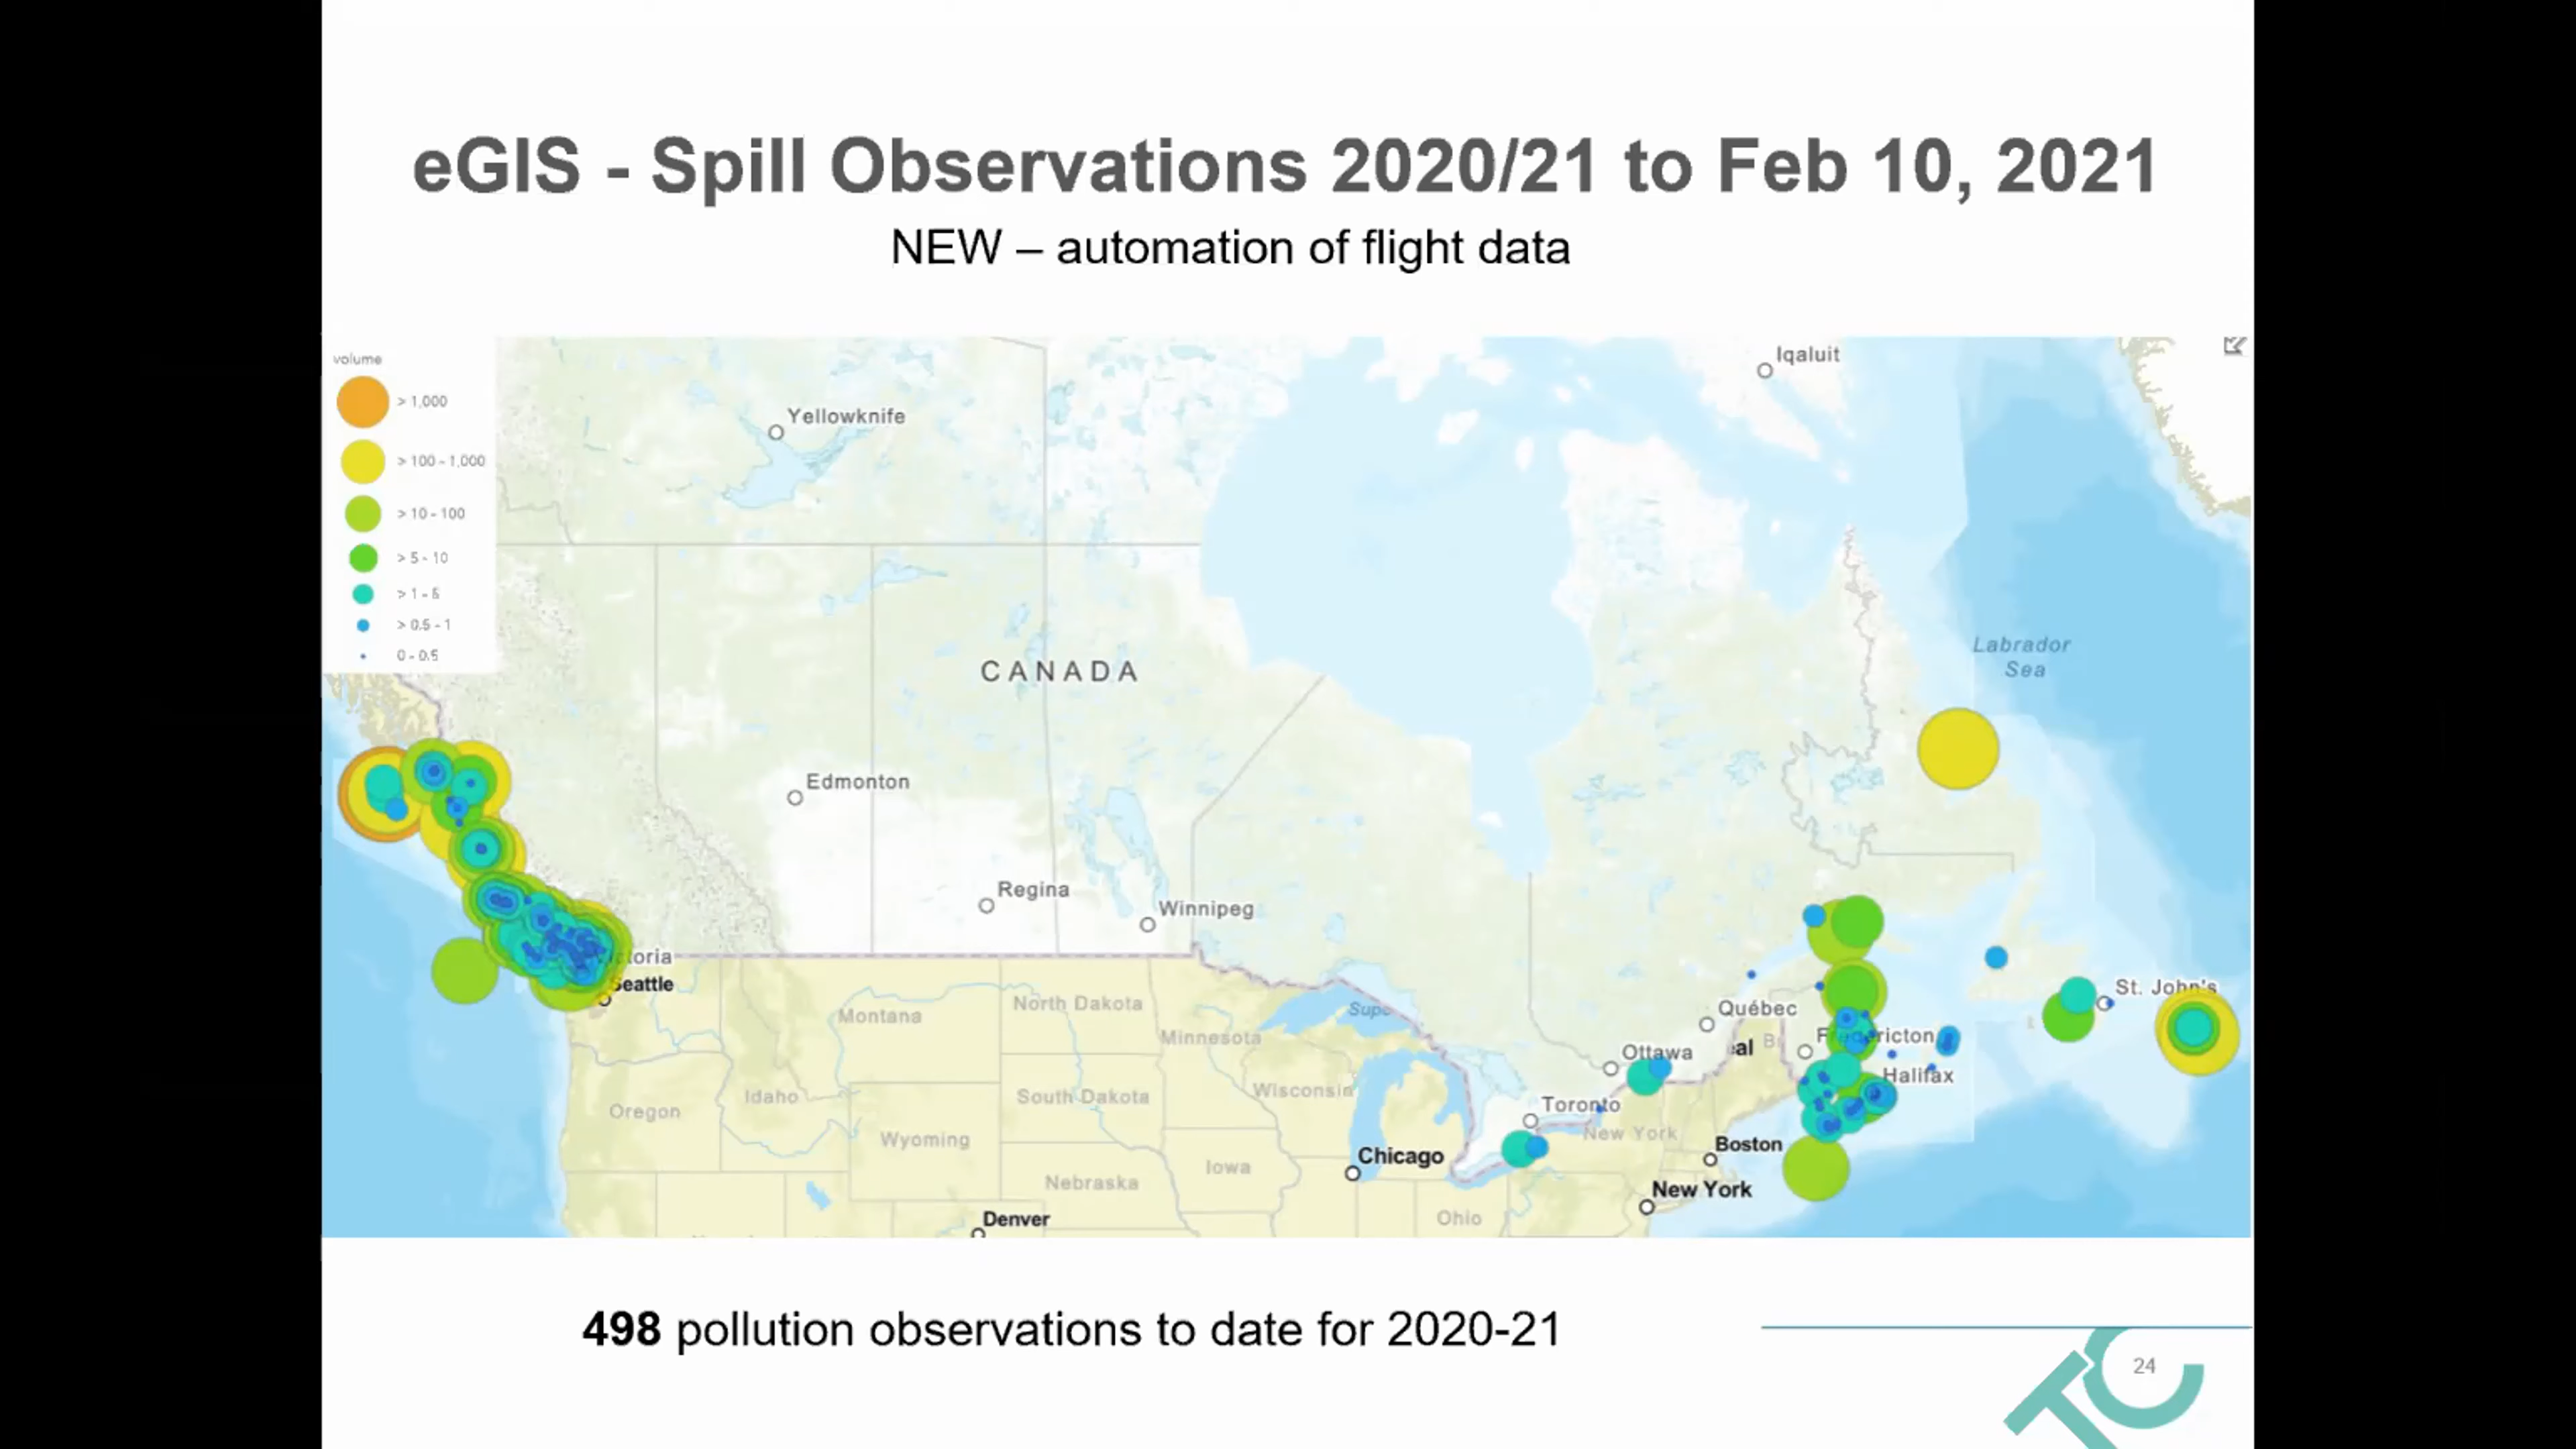 eGIS - Spill Observations 2020/21 to Feb 10, 2021
NEW – automation of flight data
volume
> 1,000
> 100 - 1,000
> 10 - 100
> 5 - 10
> 1 - 5
> 0.5 - 1
0 - 0.5
Iqaluit
Yellowknife
Labrador
Sea
CANADA
Edmonton
Regina
Winnipeg
toria
Seattle
St. John's
North Dakota
Montana
Québec
Minnesota
Ottawa
eal
Halifax
Wisconsin
South Dakota
Idaho
Oregon
Toronto
New York
Wyoming
Boston
Chicago
Iowa
Nebraska
New York
Denver
Ohio
498 pollution observations to date for 2020-21
24
TC